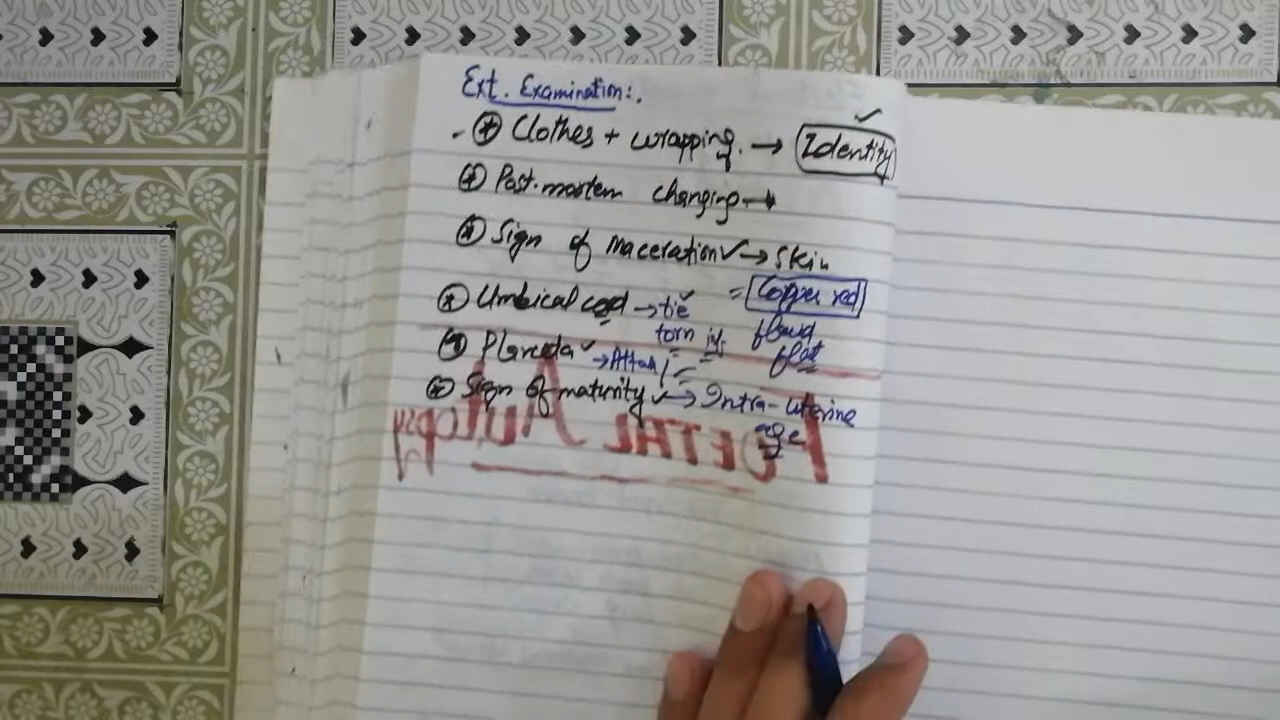 Ext. Examination:.
Clothes + wrapping. → Identity
Post-mortem changing →
Sign of maceration ✓ → Skin
= Copper red
Umbical cord → tie
torn
Placenta ✓ → Attach
Sign of maturity ✓ → Intra-uterine
age
FOETAL Autopsy